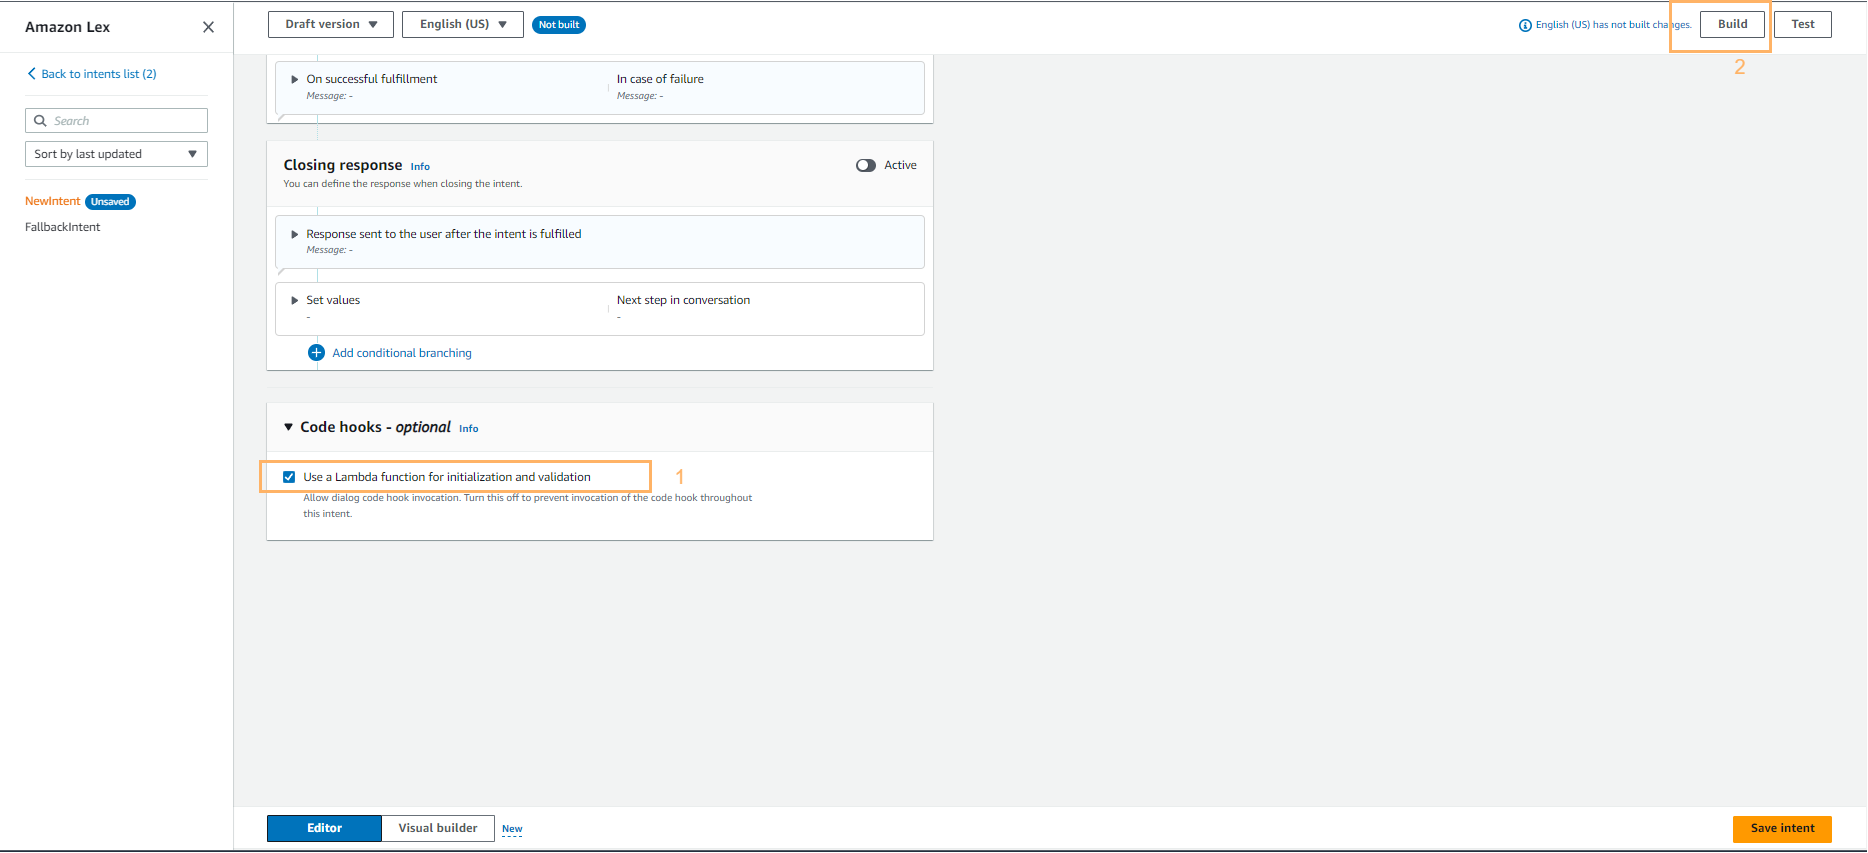 Amazon Lex
Back to intents list (2)
Search
Sort by last updated
NewIntent Unsaved
FallbackIntent
Draft version
English (US)
Not built
English (US) has not built changes.
Build
Test
2
On successful fulfillment
Message: -
In case of failure
Message: -
Closing response Info
Active
You can define the response when closing the intent.
Response sent to the user after the intent is fulfilled
Message: -
Set values
-
Next step in conversation
-
Add conditional branching
Code hooks - optional Info
Use a Lambda function for initialization and validation
1
Allow dialog code hook invocation. Turn this off to prevent invocation of the code hook throughout
this intent.
Editor
Visual builder
New
Save intent